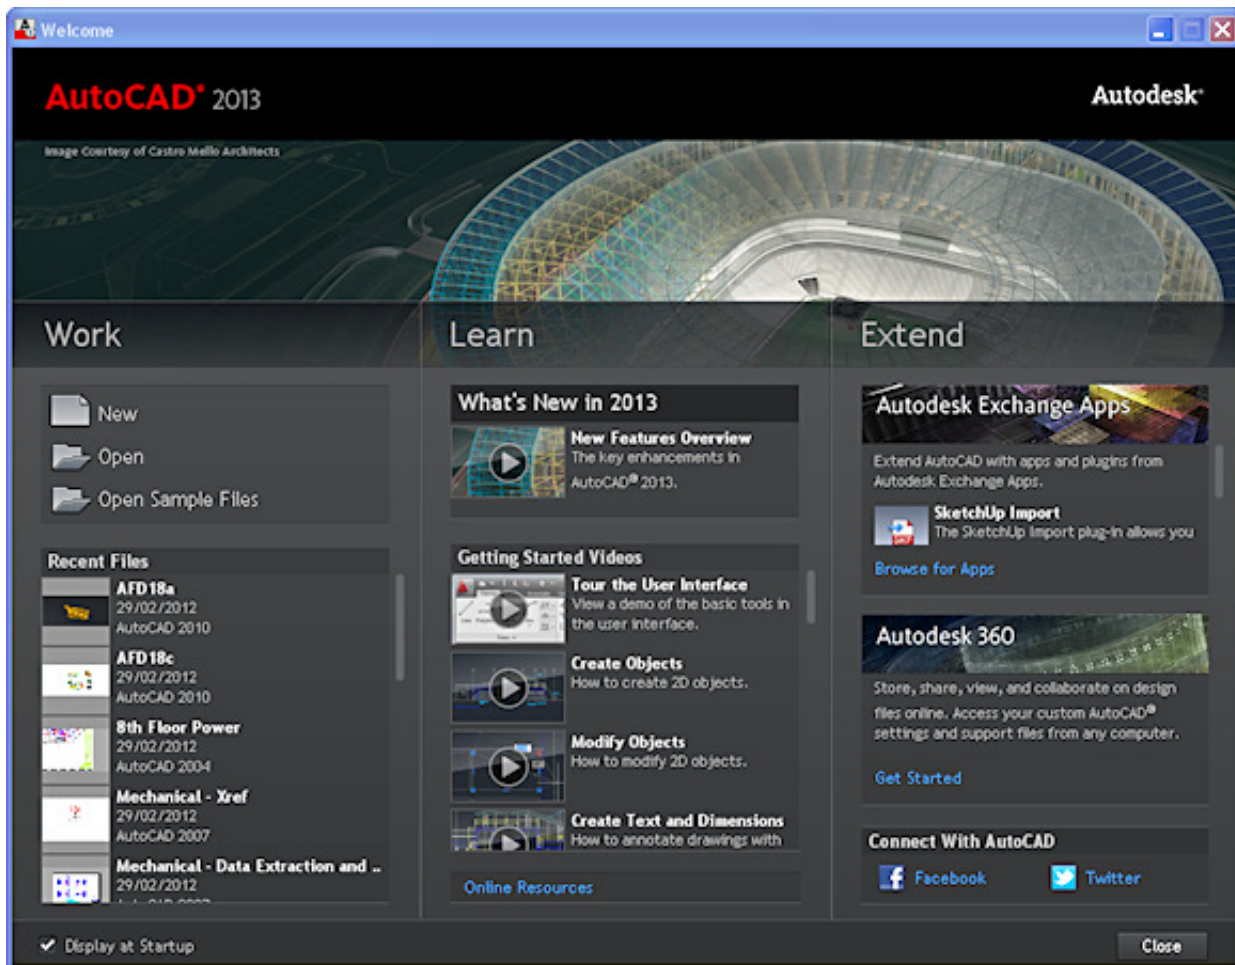 Welcome
AutoCAD® 2013
Autodesk®
Image Courtesy of Castro Mello Architects
Work
New
Open
Open Sample Files
Recent Files
AFD18a
29/02/2012
AutoCAD 2010
AFD18c
29/02/2012
AutoCAD 2010
8th Floor Power
29/02/2012
AutoCAD 2004
Mechanical - Xref
29/02/2012
AutoCAD 2007
Mechanical - Data Extraction and ..
29/02/2012
Learn
What's New in 2013
New Features Overview
The key enhancements in
AutoCAD® 2013.
Getting Started Videos
Tour the User Interface
View a demo of the basic tools in
the user interface.
Create Objects
How to create 2D objects.
Modify Objects
How to modify 2D objects.
Create Text and Dimensions
How to annotate drawings with
Online Resources
Extend
Autodesk Exchange Apps
Extend AutoCAD with apps and plugins from
Autodesk Exchange Apps.
SketchUp Import
The SketchUp Import plug-in allows you
Browse for Apps
Autodesk 360
Store, share, view, and collaborate on design
files online. Access your custom AutoCAD®
settings and support files from any computer.
Get Started
Connect With AutoCAD
Facebook
Twitter
Display at Startup
Close